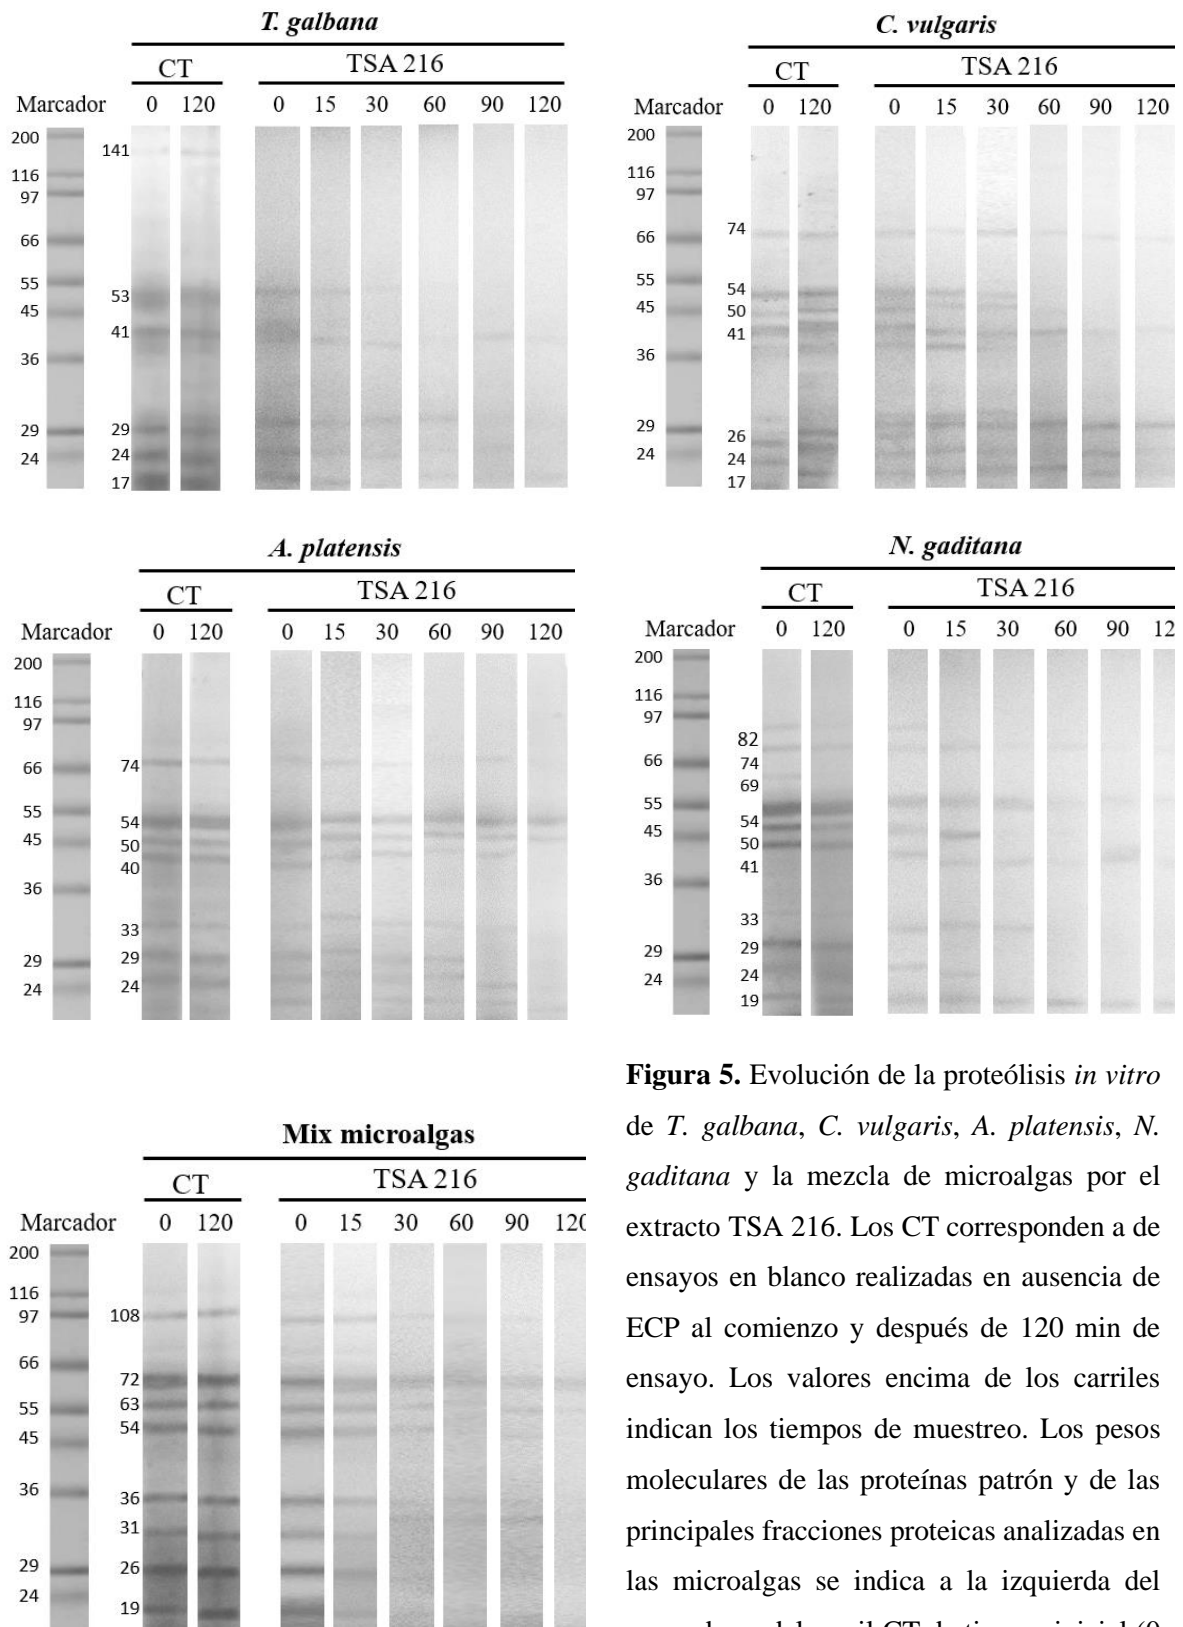 T. galbana
CT TSA 216
Marcador 0 120 0 15 30 60 90 120
200
141
116
97
66
55
53
45
41
36
29 29
24 24
17
C. vulgaris
CT TSA 216
Marcador 0 120 0 15 30 60 90 120
200
116
97
74
66
55
54
45 50
41
36
29
26
24 24
17
A. platensis
CT TSA 216
Marcador 0 120 0 15 30 60 90 120
200
116
97
66 74
55
54
45 50
40
36
33
29 29
24 24
N. gaditana
CT TSA 216
Marcador 0 120 0 15 30 60 90 12
200
116
97
82
66 74
69
55
54
45
50
41
36
33
29 29
24 24
19
Mix microalgas
CT TSA 216
Marcador 0 120 0 15 30 60 90 120
200
116
97 108
66
72
55 63
54
45
36 36
31
29 26
24
19
Figura 5. Evolución de la proteólisis in vitro
de T. galbana, C. vulgaris, A. platensis, N.
gaditana y la mezcla de microalgas por el
extracto TSA 216. Los CT corresponden a de
ensayos en blanco realizadas en ausencia de
ECP al comienzo y después de 120 min de
ensayo. Los valores encima de los carriles
indican los tiempos de muestreo. Los pesos
moleculares de las proteínas patrón y de las
principales fracciones proteicas analizadas en
las microalgas se indica a la izquierda del